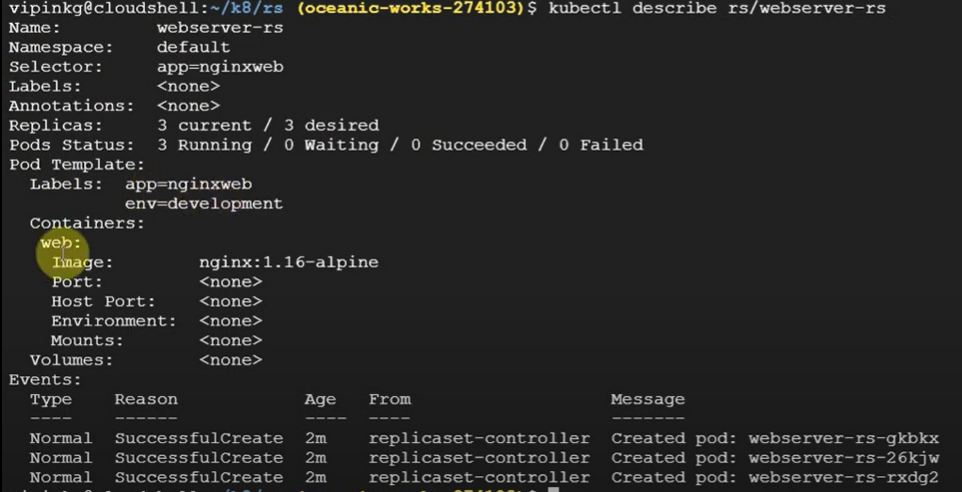 vipinkg@cloudshell:~/k8/rs (oceanic-works-274103)$ kubectl describe rs/webserver-rs
Name: webserver-rs
Namespace: default
Selector: app=nginxweb
Labels: <none>
Annotations: <none>
Replicas: 3 current / 3 desired
Pods Status: 3 Running / 0 Waiting / 0 Succeeded / 0 Failed
Pod Template:
Labels: app=nginxweb
env=development
Containers:
web:
Image: nginx:1.16-alpine
Port: <none>
Host Port: <none>
Environment: <none>
Mounts: <none>
Volumes: <none>
Events:
Type Reason Age From Message
---- ------ ---- ---- -------
Normal SuccessfulCreate 2m replicaset-controller Created pod: webserver-rs-gkbkx
Normal SuccessfulCreate 2m replicaset-controller Created pod: webserver-rs-26kjw
Normal SuccessfulCreate 2m replicaset-controller Created pod: webserver-rs-rxdg2